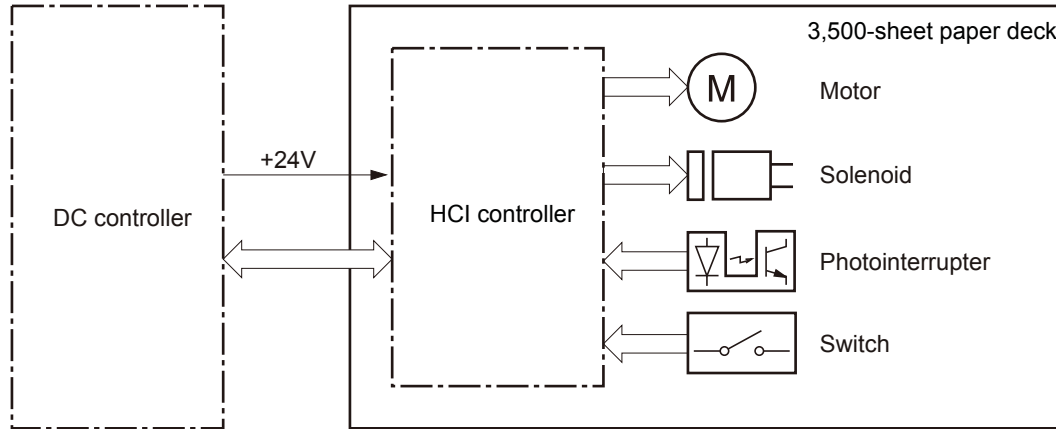 3,500-sheet paper deck
M
Motor
+24V
Solenoid
DC controller
HCI controller
Photointerrupter
Switch